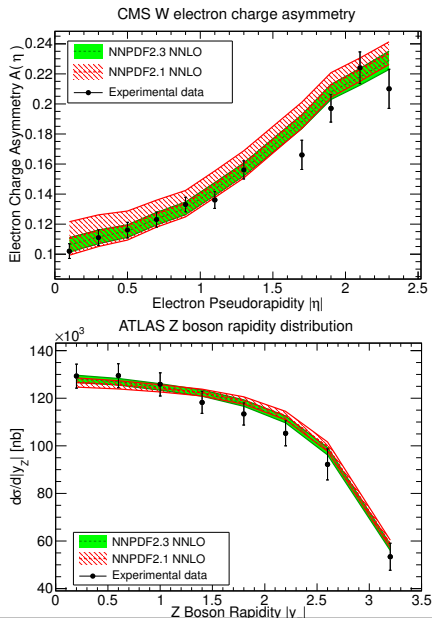 CMS W electron charge asymmetry
Electron Charge Asymmetry A( η )
0.24
0.22
0.2
0.18
0.16
0.14
0.12
0.1
NNPDF2.3 NNLO
NNPDF2.1 NNLO
Experimental data
0 0.5 1 1.5 2 2.5
Electron Pseudorapidity |η|
ATLAS Z boson rapidity distribution
×10³
dσ/d|y_Z| [nb]
140
120
100
80
60
40
NNPDF2.3 NNLO
NNPDF2.1 NNLO
Experimental data
0 0.5 1 1.5 2 2.5 3 3.5
Z Boson Rapidity |y |